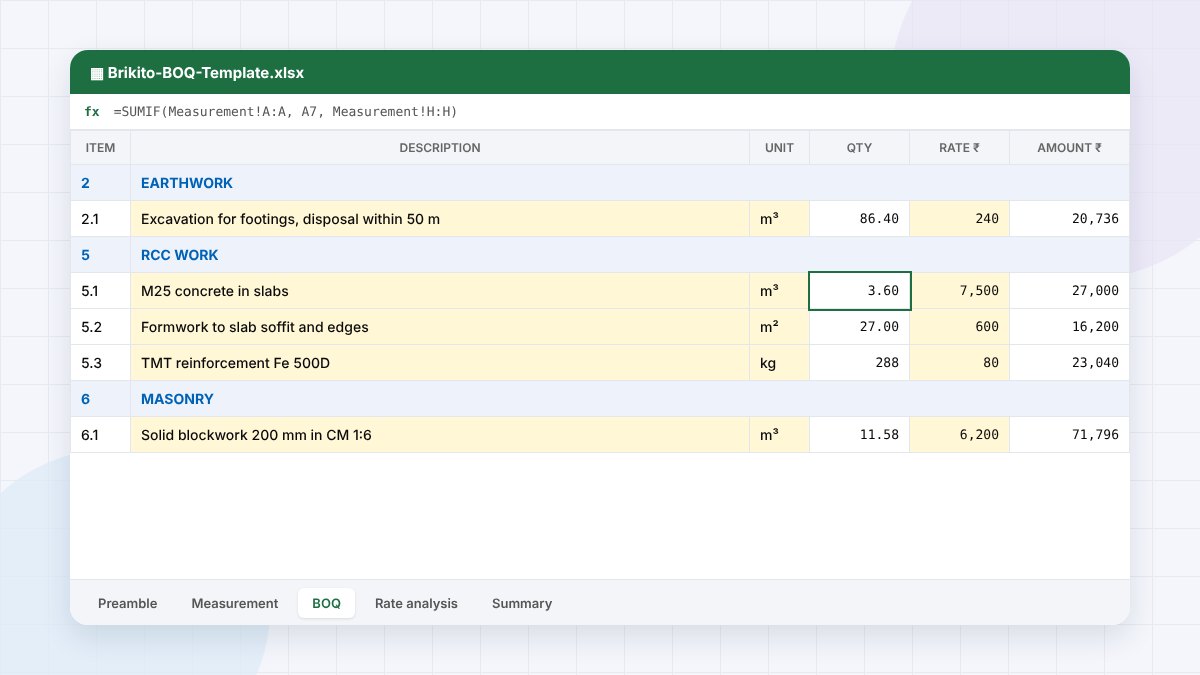 ▦ Brikito-BOQ-Template.xlsx
fx =SUMIF(Measurement!A:A, A7, Measurement!H:H)
ITEM DESCRIPTION UNIT QTY RATE ₹ AMOUNT ₹
2 EARTHWORK
2.1 Excavation for footings, disposal within 50 m m³ 86.40 240 20,736
5 RCC WORK
5.1 M25 concrete in slabs m³ 3.60 7,500 27,000
5.2 Formwork to slab soffit and edges m² 27.00 600 16,200
5.3 TMT reinforcement Fe 500D kg 288 80 23,040
6 MASONRY
6.1 Solid blockwork 200 mm in CM 1:6 m³ 11.58 6,200 71,796
Preamble Measurement BOQ Rate analysis Summary